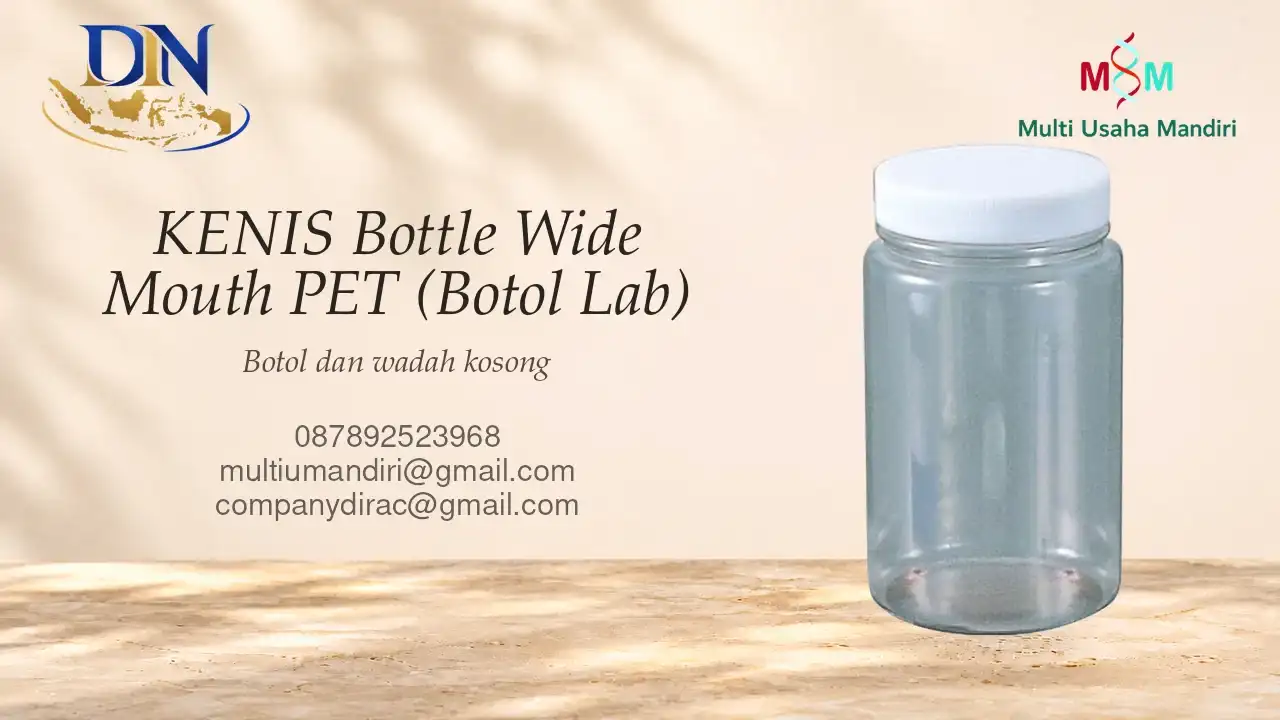 DN
M M
Multi Usaha Mandiri
KENIS Bottle Wide
Mouth PET (Botol Lab)
Botol dan wadah kosong
087892523968
multiumandiri@gmail.com
companydirac@gmail.com